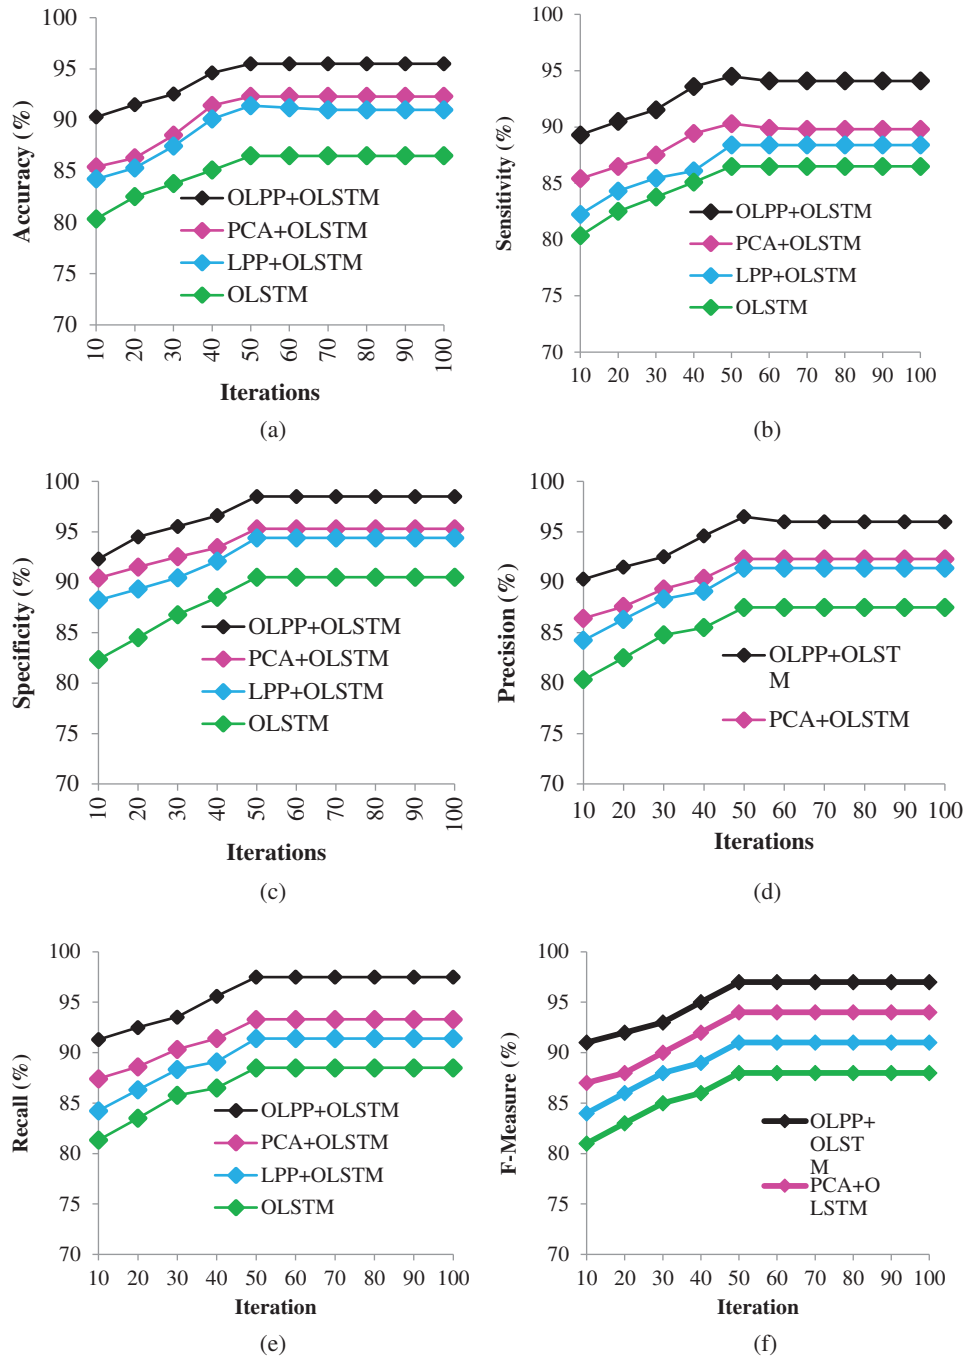 100
95
90
85
80
75
70
Accuracy (%)
OLPP+OLSTM
PCA+OLSTM
LPP+OLSTM
OLSTM
10 20 30 40 50 60 70 80 90 100
Iterations
(a)
100
95
90
85
80
75
70
Sensitivity (%)
OLPP+OLSTM
PCA+OLSTM
LPP+OLSTM
OLSTM
10 20 30 40 50 60 70 80 90 100
(b)
100
95
90
85
80
75
70
Specificity (%)
OLPP+OLSTM
PCA+OLSTM
LPP+OLSTM
OLSTM
10 20 30 40 50 60 70 80 90 100
Iterations
(c)
100
95
90
85
80
75
70
Precision (%)
OLPP+OLST
M
PCA+OLSTM
10 20 30 40 50 60 70 80 90 100
Iterations
(d)
100
95
90
85
80
75
70
Recall (%)
OLPP+OLSTM
PCA+OLSTM
LPP+OLSTM
OLSTM
10 20 30 40 50 60 70 80 90 100
Iteration
(e)
100
95
90
85
80
75
70
F-Measure (%)
OLPP+
OLST
M
PCA+O
LSTM
10 20 30 40 50 60 70 80 90 100
Iteration
(f)